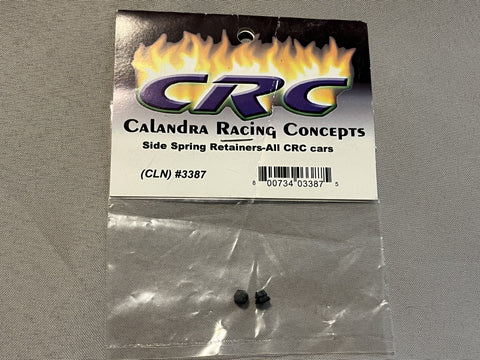 CRC
Calandra Racing Concepts
Side Spring Retainers-All CRC cars
(CLN) #3387
8 00734 03387 5